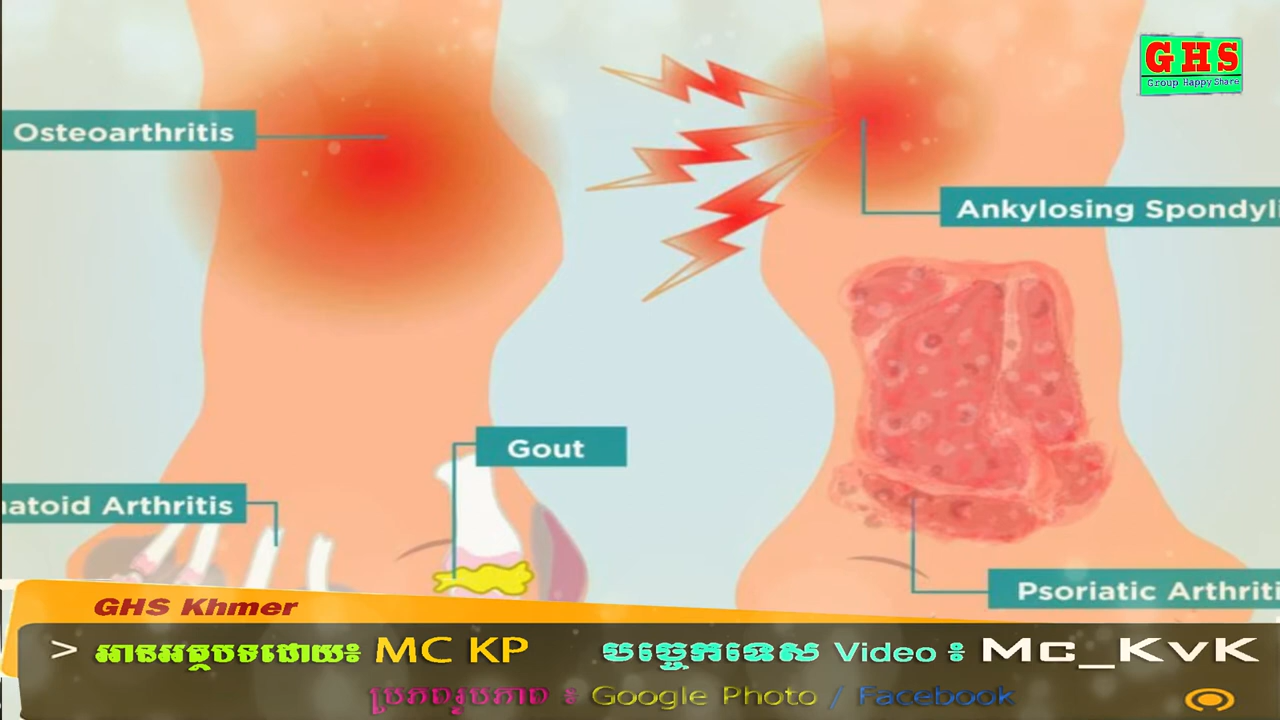 GHS
Group Happy Share
Osteoarthritis
Ankylosing Spondyli
Gout
natoid Arthritis
Psoriatic Arthriti
GHS Khmer
> អានអត្ថបទដោយ៖ MC KP បច្ចេកទេស Video ៖ Mc_KvK
ប្រភពរូបភាព ៖ Google Photo / Facebook